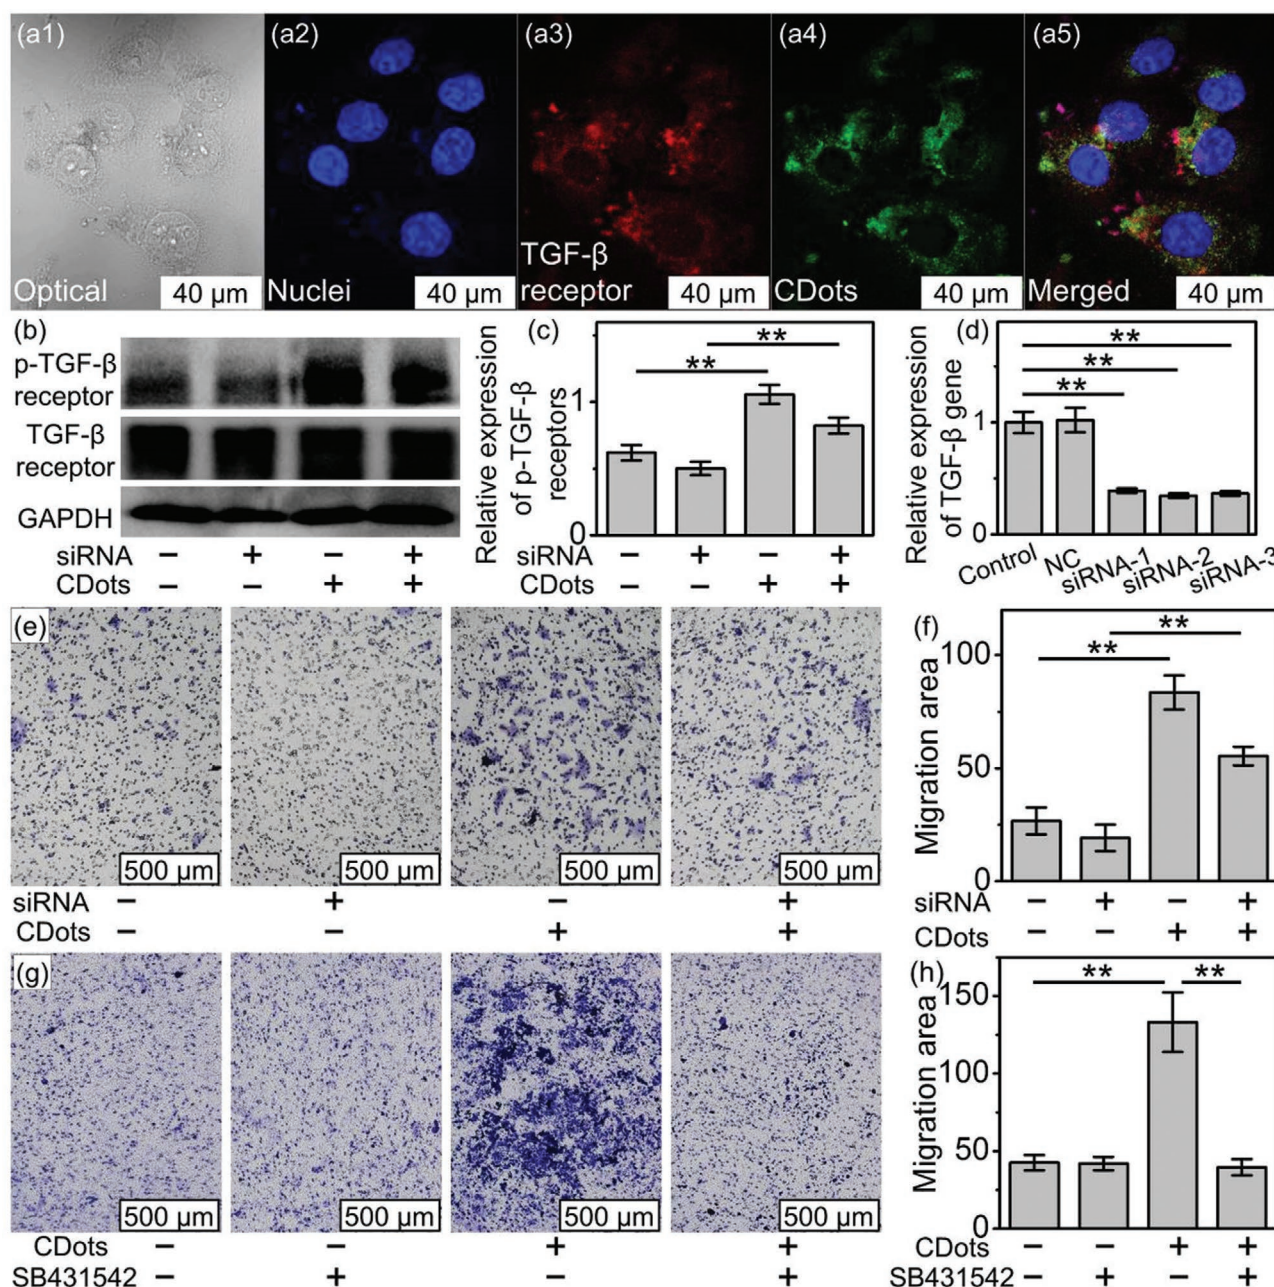 (a1) (a2) (a3) (a4) (a5)
TGF-β
Optical Nuclei receptor CDots Merged
40 μm 40 μm 40 μm 40 μm 40 μm
(b)
p-TGF-β
receptor
TGF-β
receptor
GAPDH
siRNA − + − +
CDots − − + +
(c)
Relative expression
of p-TGF-β
receptors
1
0
** **
siRNA − + − +
CDots − − + +
(d)
Relative expression
of TGF-β gene
1
0
**
**
**
Control NC siRNA-1 siRNA-2 siRNA-3
(e)
500 μm 500 μm 500 μm 500 μm
siRNA − + − +
CDots − − + +
(f)
Migration area
100
50
0
** **
siRNA − + − +
CDots − − + +
(g)
500 μm 500 μm 500 μm 500 μm
CDots − − + +
SB431542 − + − +
(h)
Migration area
150
100
50
0
** **
CDots − − + +
SB431542 − + − +